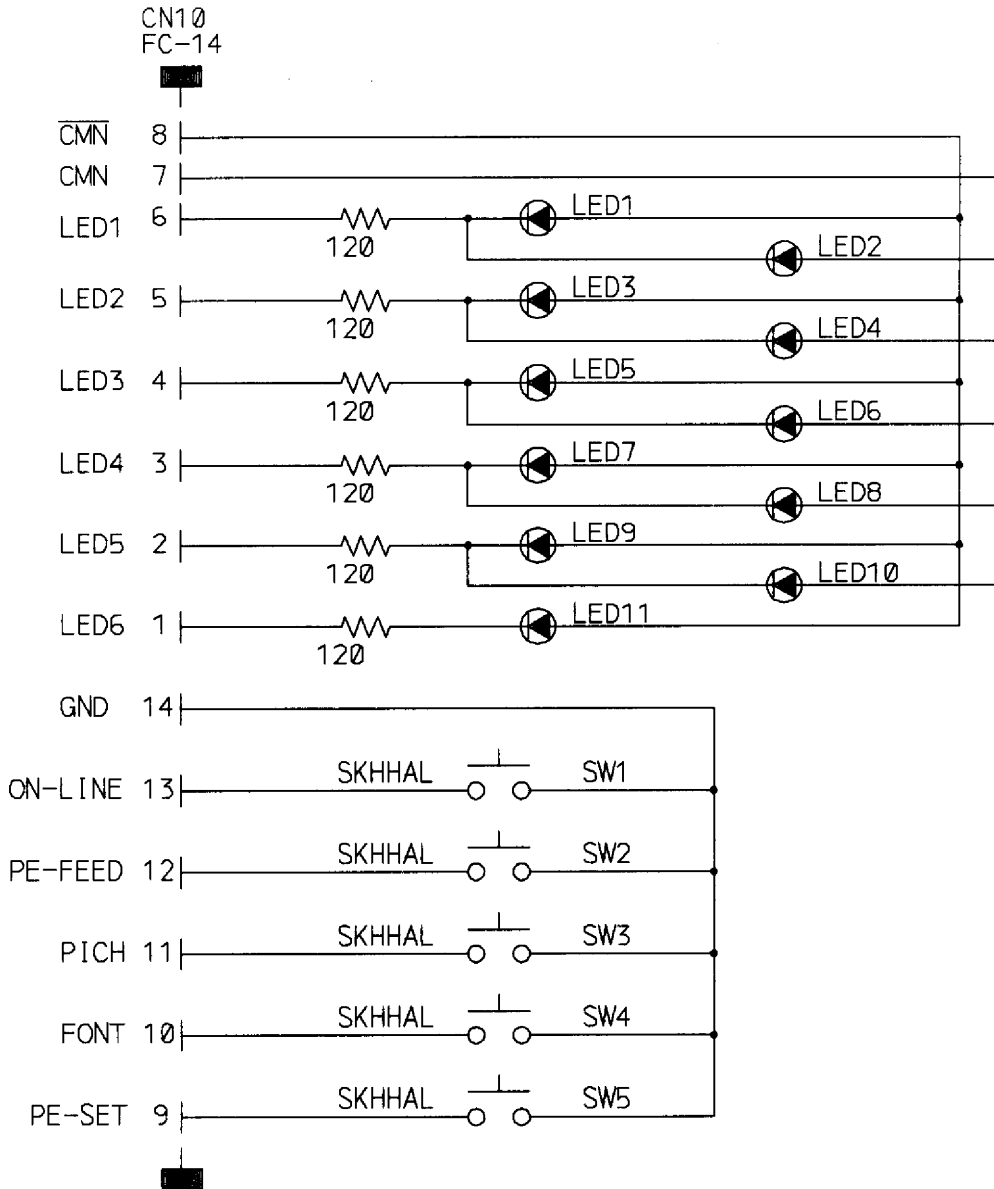 CN10
FC-14
CMN 8
CMN 7
LED1 6 120 LED1
LED2
LED2 5 120 LED3
LED4
LED3 4 120 LED5
LED6
LED4 3 120 LED7
LED8
LED5 2 120 LED9
LED10
LED6 1 120 LED11
GND 14
ON-LINE 13 SKHHAL SW1
PE-FEED 12 SKHHAL SW2
PICH 11 SKHHAL SW3
FONT 10 SKHHAL SW4
PE-SET 9 SKHHAL SW5